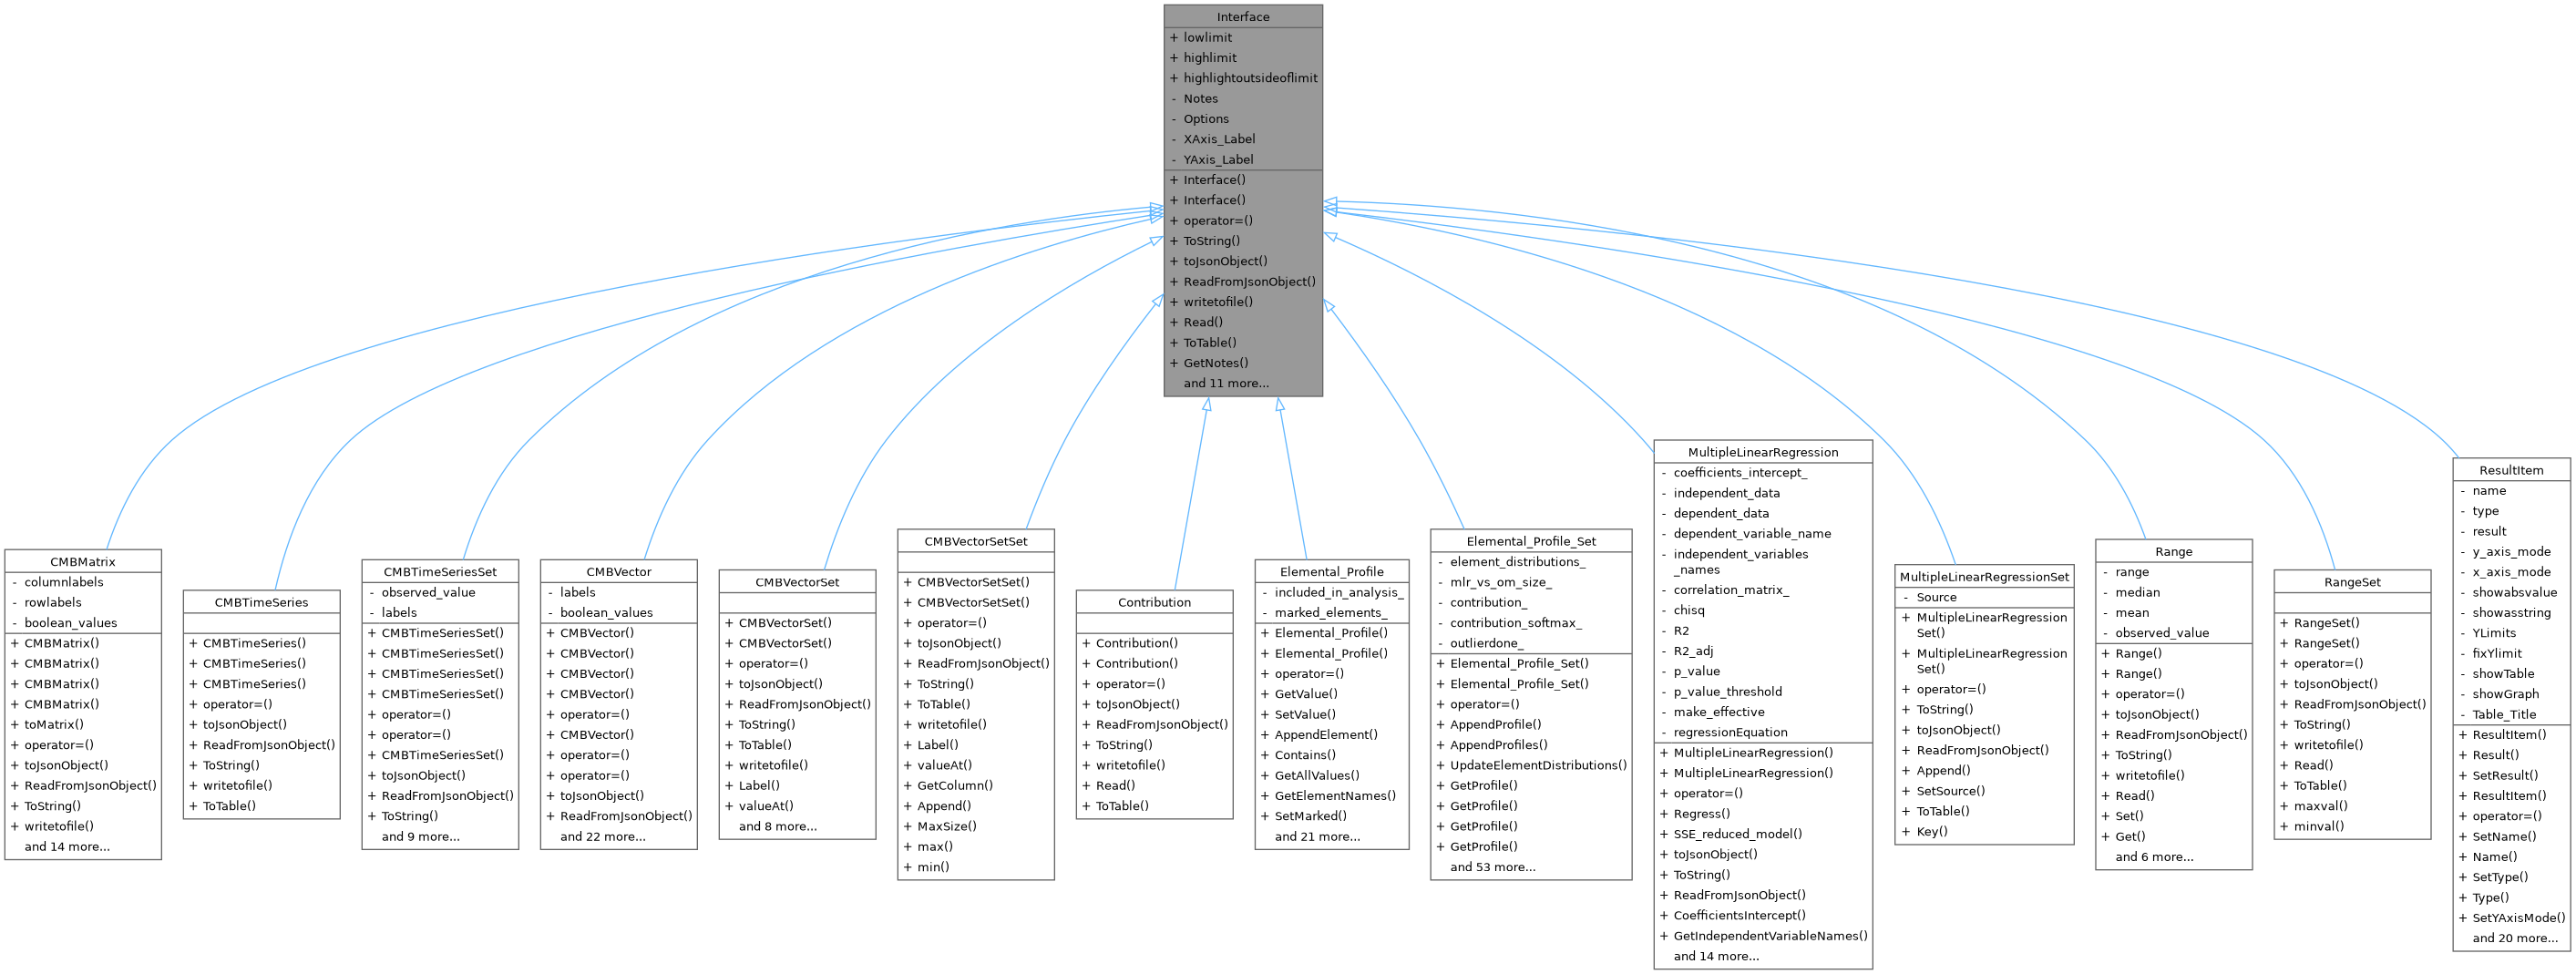 Interface
+ lowlimit
+ highlimit
+ highlightoutsideoflimit
- Notes
- Options
- XAxis_Label
- YAxis_Label
+ Interface()
+ Interface()
+ operator=()
+ ToString()
+ toJsonObject()
+ ReadFromJsonObject()
+ writetofile()
+ Read()
+ ToTable()
+ GetNotes()
and 11 more...
CMBMatrix
- columnlabels
- rowlabels
- boolean_values
+ CMBMatrix()
+ CMBMatrix()
+ CMBMatrix()
+ CMBMatrix()
+ toMatrix()
+ operator=()
+ toJsonObject()
+ ReadFromJsonObject()
+ ToString()
+ writetofile()
and 14 more...
CMBTimeSeries
+ CMBTimeSeries()
+ CMBTimeSeries()
+ CMBTimeSeries()
+ operator=()
+ toJsonObject()
+ ReadFromJsonObject()
+ ToString()
+ writetofile()
+ ToTable()
CMBTimeSeriesSet
- observed_value
- labels
+ CMBTimeSeriesSet()
+ CMBTimeSeriesSet()
+ CMBTimeSeriesSet()
+ CMBTimeSeriesSet()
+ operator=()
+ operator=()
+ CMBTimeSeriesSet()
+ toJsonObject()
+ ReadFromJsonObject()
+ ToString()
and 9 more...
CMBVector
- labels
- boolean_values
+ CMBVector()
+ CMBVector()
+ CMBVector()
+ CMBVector()
+ operator=()
+ CMBVector()
+ operator=()
+ operator=()
+ toJsonObject()
+ ReadFromJsonObject()
and 22 more...
CMBVectorSet
+ CMBVectorSet()
+ CMBVectorSet()
+ operator=()
+ toJsonObject()
+ ReadFromJsonObject()
+ ToString()
+ ToTable()
+ writetofile()
+ Label()
+ valueAt()
and 8 more...
CMBVectorSetSet
+ CMBVectorSetSet()
+ CMBVectorSetSet()
+ operator=()
+ toJsonObject()
+ ReadFromJsonObject()
+ ToString()
+ ToTable()
+ writetofile()
+ Label()
+ valueAt()
+ GetColumn()
+ Append()
+ MaxSize()
+ max()
+ min()
Contribution
+ Contribution()
+ Contribution()
+ operator=()
+ toJsonObject()
+ ReadFromJsonObject()
+ ToString()
+ writetofile()
+ Read()
+ ToTable()
Elemental_Profile
- included_in_analysis_
- marked_elements_
+ Elemental_Profile()
+ Elemental_Profile()
+ operator=()
+ GetValue()
+ SetValue()
+ AppendElement()
+ Contains()
+ GetAllValues()
+ GetElementNames()
+ SetMarked()
and 21 more...
Elemental_Profile_Set
- element_distributions_
- mlr_vs_om_size_
- contribution_
- contribution_softmax_
- outlierdone_
+ Elemental_Profile_Set()
+ Elemental_Profile_Set()
+ operator=()
+ AppendProfile()
+ AppendProfiles()
+ UpdateElementDistributions()
+ GetProfile()
+ GetProfile()
+ GetProfile()
+ GetProfile()
and 53 more...
MultipleLinearRegression
- coefficients_intercept_
- independent_data
- dependent_data
- dependent_variable_name
- independent_variables
_names
- correlation_matrix_
- chisq
- R2
- R2_adj
- p_value
- p_value_threshold
- make_effective
- regressionEquation
+ MultipleLinearRegression()
+ MultipleLinearRegression()
+ operator=()
+ Regress()
+ SSE_reduced_model()
+ toJsonObject()
+ ToString()
+ ReadFromJsonObject()
+ CoefficientsIntercept()
+ GetIndependentVariableNames()
and 14 more...
MultipleLinearRegressionSet
- Source
+ MultipleLinearRegression
Set()
+ MultipleLinearRegression
Set()
+ operator=()
+ ToString()
+ toJsonObject()
+ ReadFromJsonObject()
+ Append()
+ SetSource()
+ ToTable()
+ Key()
Range
- range
- median
- mean
- observed_value
+ Range()
+ Range()
+ operator=()
+ toJsonObject()
+ ReadFromJsonObject()
+ ToString()
+ writetofile()
+ Read()
+ Set()
+ Get()
and 6 more...
RangeSet
+ RangeSet()
+ RangeSet()
+ operator=()
+ toJsonObject()
+ ReadFromJsonObject()
+ ToString()
+ writetofile()
+ Read()
+ ToTable()
+ maxval()
+ minval()
ResultItem
- name
- type
- result
- y_axis_mode
- x_axis_mode
- showabsvalue
- showasstring
- YLimits
- fixYlimit
- showTable
- showGraph
- Table_Title
+ ResultItem()
+ Result()
+ SetResult()
+ ResultItem()
+ operator=()
+ SetName()
+ Name()
+ SetType()
+ Type()
+ SetYAxisMode()
and 20 more...